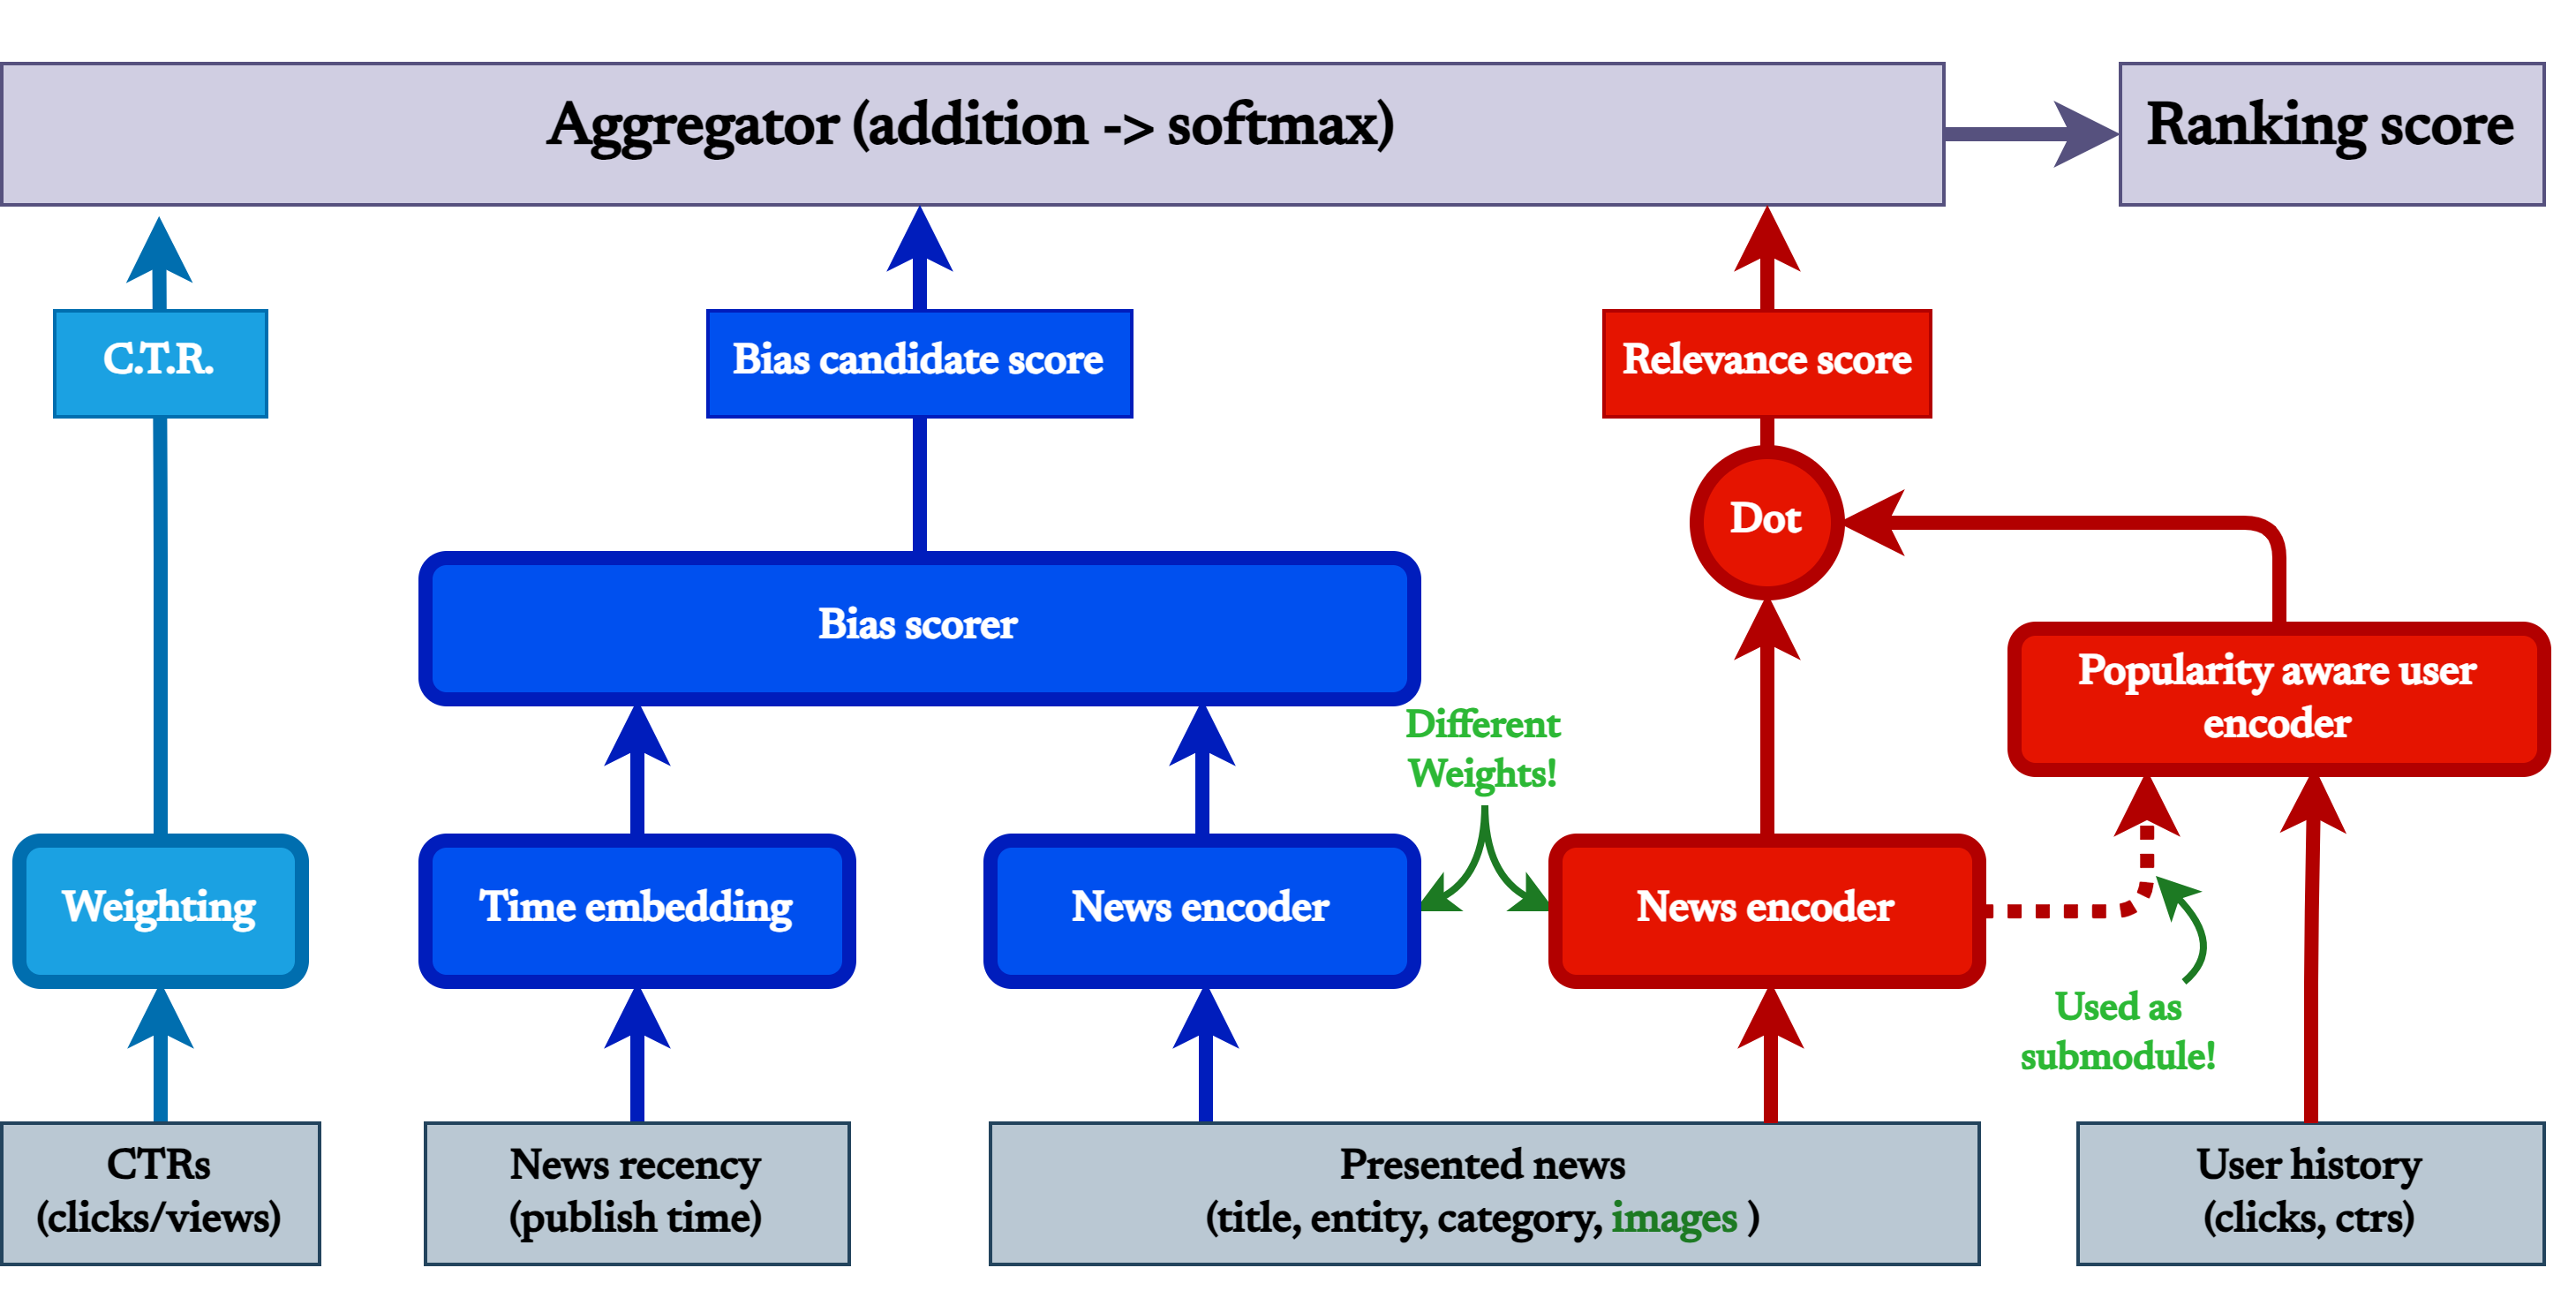 Aggregator (addition -> softmax)
Ranking score
C.T.R.
Bias candidate score
Relevance score
Dot
Bias scorer
Popularity aware user
encoder
Different
Weights!
Weighting
Time embedding
News encoder
News encoder
Used as
submodule!
CTRs
(clicks/views)
News recency
(publish time)
Presented news
(title, entity, category, images )
User history
(clicks, ctrs)